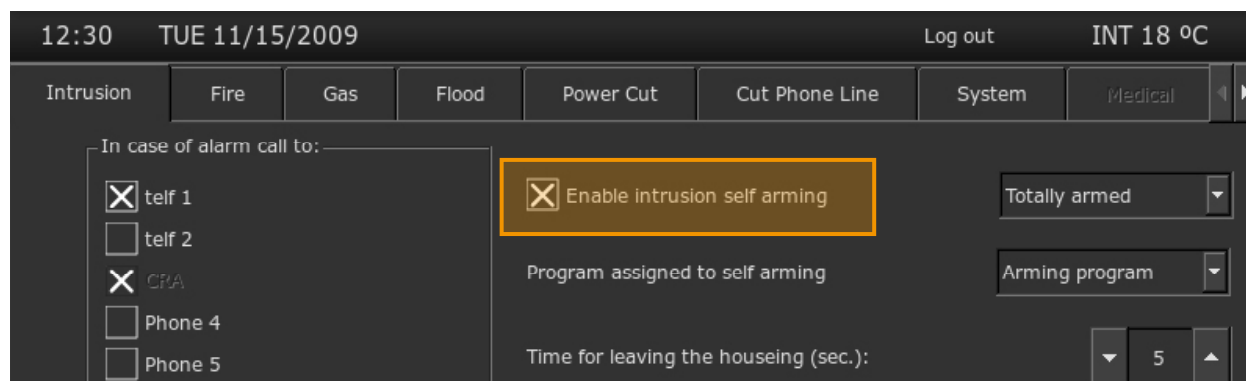 12:30 TUE 11/15/2009 Log out INT 18 ºC
Intrusion Fire Gas Flood Power Cut Cut Phone Line System Medical
In case of alarm call to:
telf 1
telf 2
CRA
Phone 4
Phone 5
Enable intrusion self arming Totally armed
Program assigned to self arming Arming program
Time for leaving the houseing (sec.): 5